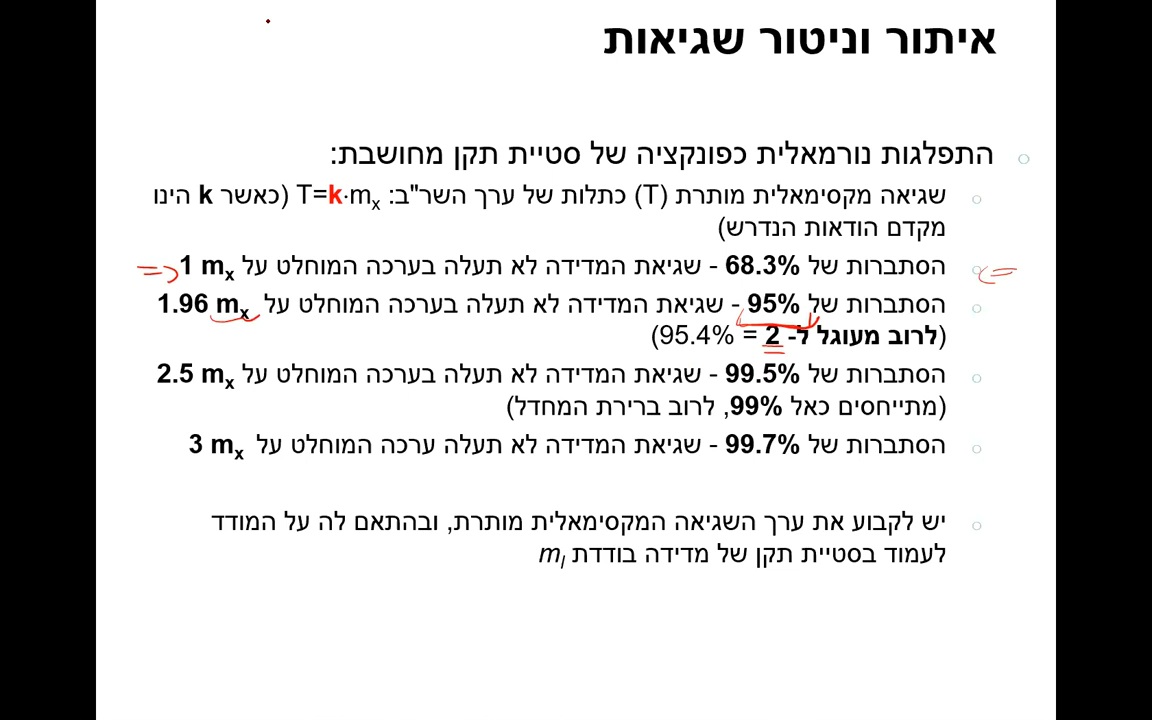 איתור וניטור שגיאות
התפלגות נורמאלית כפונקציה של סטיית תקן מחושבת:
שגיאה מקסימאלית מותרת (T) כתלות של ערך השר"ב: T=k·mx (כאשר k הינו
מקדם הודאות הנדרש)
הסתברות של 68.3% - שגיאת המדידה לא תעלה בערכה המוחלט על 1 mx
הסתברות של 95% - שגיאת המדידה לא תעלה בערכה המוחלט על 1.96 mx
(לרוב מעוגל ל- 2 = 95.4%)
הסתברות של 99.5% - שגיאת המדידה לא תעלה בערכה המוחלט על 2.5 mx
(מתייחסים כאל 99%, לרוב ברירת המחדל)
הסתברות של 99.7% - שגיאת המדידה לא תעלה ערכה המוחלט על 3 mx
יש לקבוע את ערך השגיאה המקסימאלית מותרת, ובהתאם לה על המודד
לעמוד בסטיית תקן של מדידה בודדת ml